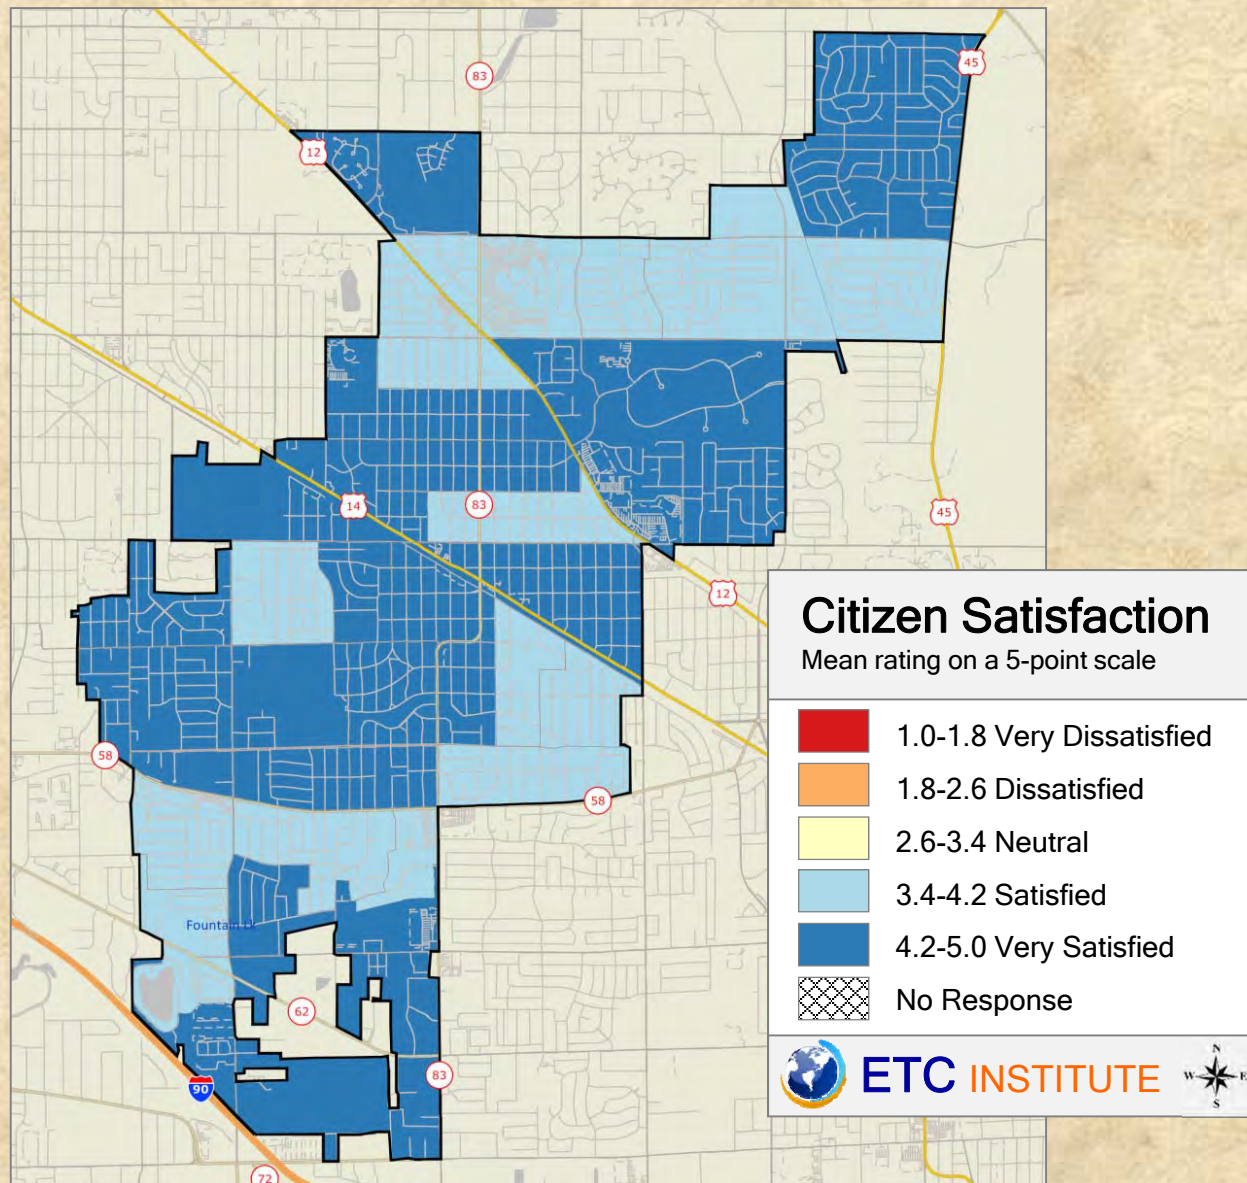 83
45
12
14
83
45
12
58
58
Fountain Lk
62
90
83
72
Citizen Satisfaction
Mean rating on a 5-point scale
1.0-1.8 Very Dissatisfied
1.8-2.6 Dissatisfied
2.6-3.4 Neutral
3.4-4.2 Satisfied
4.2-5.0 Very Satisfied
No Response
ETC INSTITUTE
N
W E
S